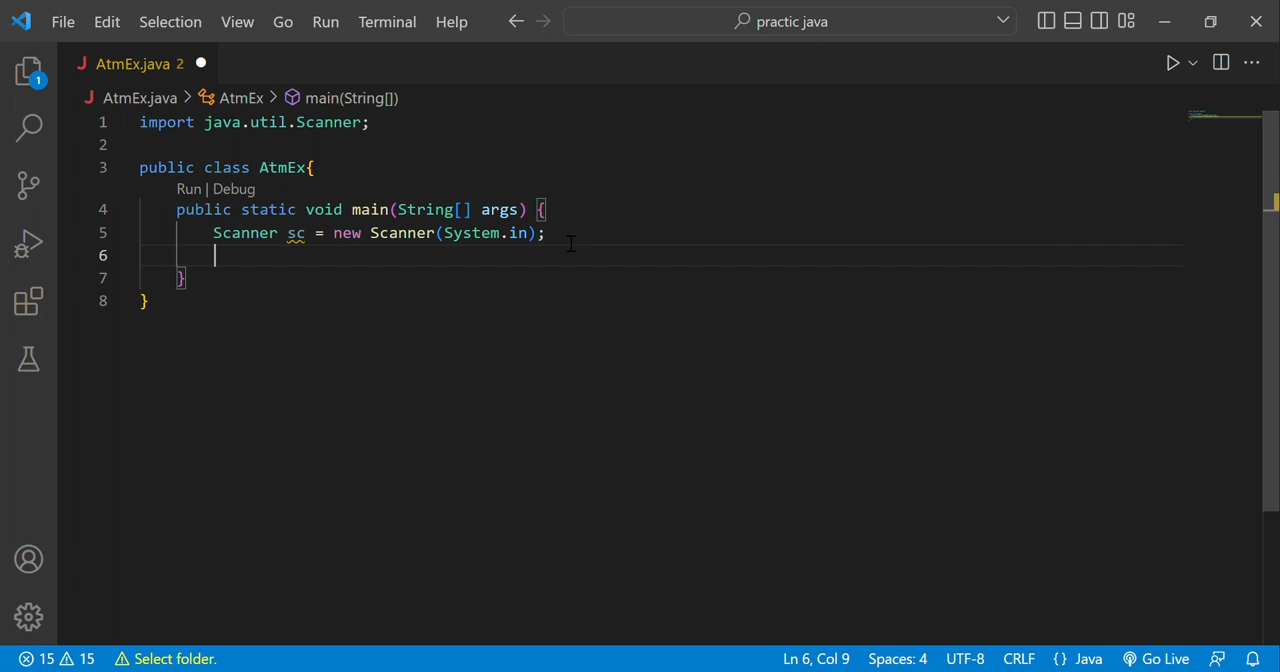 File Edit Selection View Go Run Terminal Help practic java
AtmEx.java 2
AtmEx.java > AtmEx > main(String[])
1 import java.util.Scanner;
2
3 public class AtmEx{
Run | Debug
4 public static void main(String[] args) {
5 Scanner sc = new Scanner(System.in);
6
7 }
8 }
1
15 15 Select folder. Ln 6, Col 9 Spaces: 4 UTF-8 CRLF {} Java Go Live